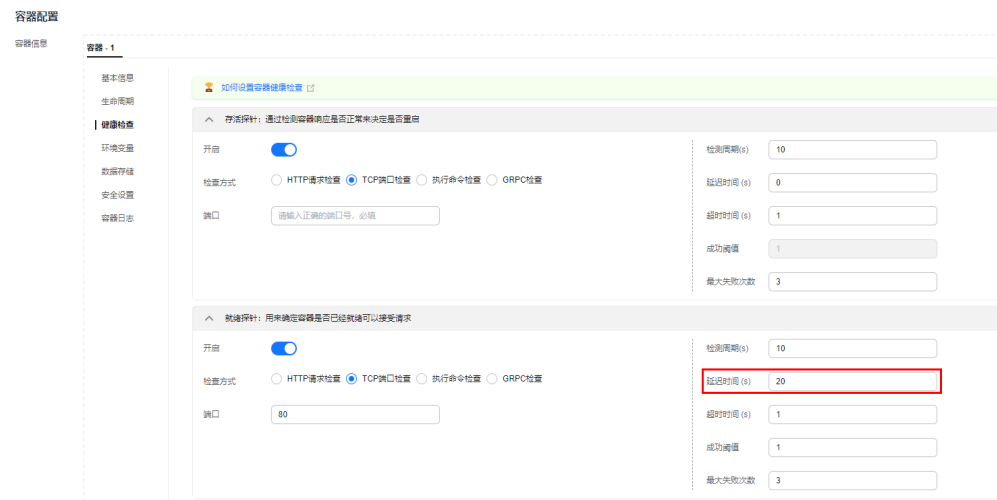 容器配置
容器信息
容器 - 1
基本信息
生命周期
健康检查
环境变量
数据存储
安全设置
容器日志
如何设置容器健康检查
存活探针：通过检测容器响应是否正常来决定是否重启
开启
检测周期(s) 10
检查方式 HTTP请求检查 TCP端口检查 执行命令检查 GRPC检查
延迟时间 (s) 0
端口 请输入正确的端口号，必填
超时时间 (s) 1
成功阈值 1
最大失败次数 3
就绪探针：用来确定容器是否已经就绪可以接受请求
开启
检测周期(s) 10
检查方式 HTTP请求检查 TCP端口检查 执行命令检查 GRPC检查
延迟时间 (s) 20
端口 80
超时时间 (s) 1
成功阈值 1
最大失败次数 3